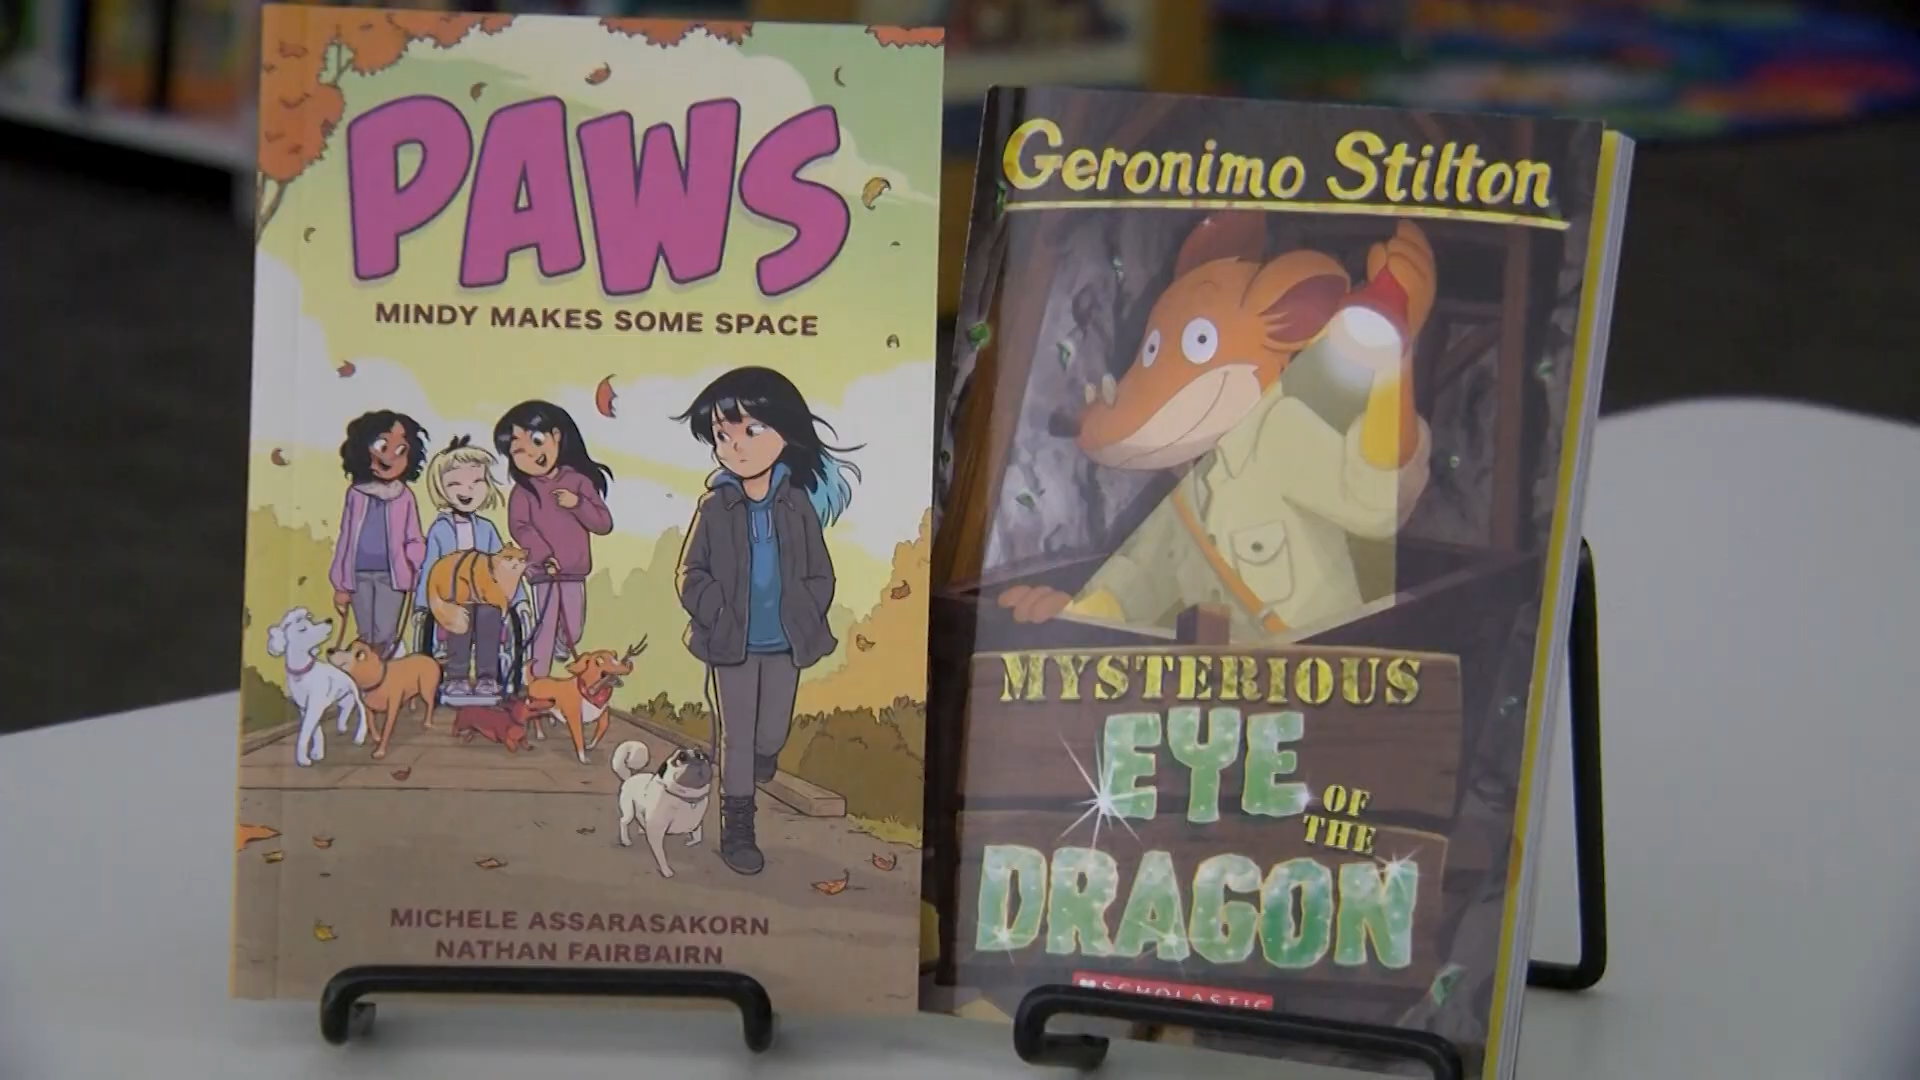 PAWS
MINDY MAKES SOME SPACE
MICHELE ASSARASAKORN
NATHAN FAIRBAIRN
Geronimo Stilton
MYSTERIOUS
EYE
OF
THE
DRAGON
SCHOLASTIC